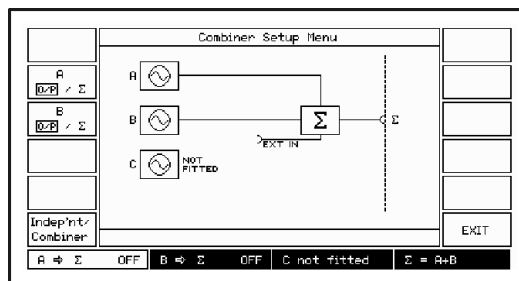 Combiner Setup Menu
A
O/P / Σ
B
O/P / Σ
Indep'nt/
Combiner
A
B
C
NOT
FITTED
Σ
EXT IN
Σ
EXIT
A ⇨ Σ OFF
B ⇨ Σ OFF
C not fitted
Σ = A+B